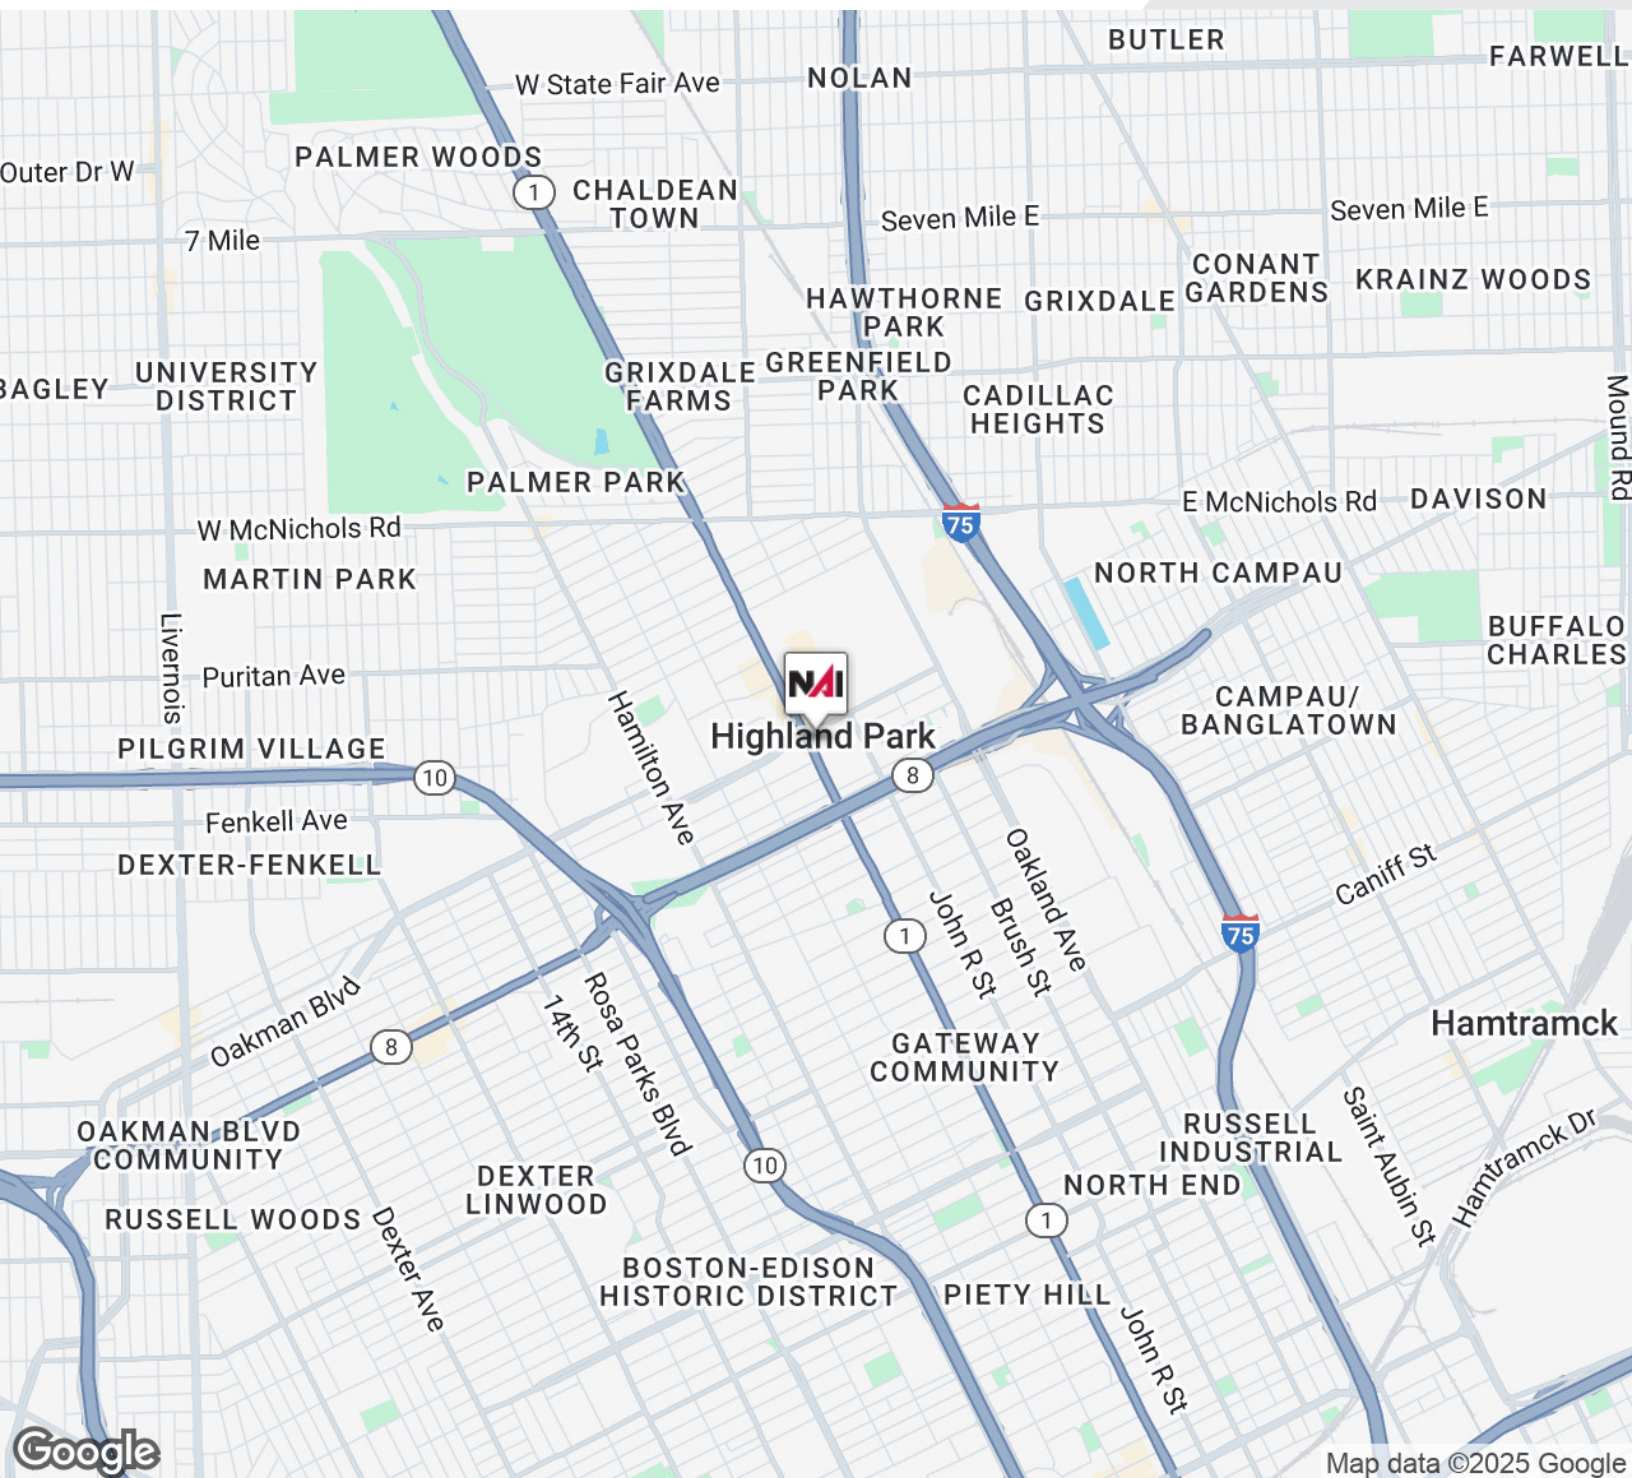 BUTLER
FARWELL
W State Fair Ave
NOLAN
PALMER WOODS
Outer Dr W
1
CHALDEAN
TOWN
Seven Mile E
Seven Mile E
7 Mile
CONANT
GARDENS
KRAINZ WOODS
HAWTHORNE
PARK
GRIXDALE
UNIVERSITY
DISTRICT
BAGLEY
GRIXDALE
FARMS
GREENFIELD
PARK
CADILLAC
HEIGHTS
Mound Rd
PALMER PARK
E McNichols Rd
DAVISON
W McNichols Rd
75
MARTIN PARK
NORTH CAMPAU
Livernois
BUFFALO
CHARLES
Puritan Ave
NAI
Hamilton Ave
CAMPAU/
BANGLATOWN
Highland Park
PILGRIM VILLAGE
10
8
Fenkell Ave
DEXTER-FENKELL
Oakland Ave
Caniff St
John R St
Brush St
1
75
Oakman Blvd
14th St
Rosa Parks Blvd
8
Hamtramck
GATEWAY
COMMUNITY
Saint Aubin St
Hamtramck Dr
OAKMAN BLVD
COMMUNITY
RUSSELL
INDUSTRIAL
10
DEXTER
LINWOOD
NORTH END
RUSSELL WOODS
Dexter Ave
1
BOSTON-EDISON
HISTORIC DISTRICT
PIETY HILL
John R St
Google
Map data ©2025 Google